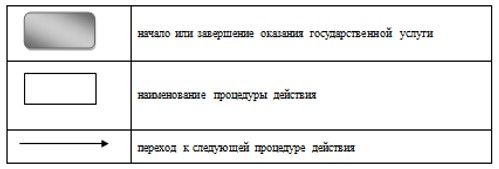 начало или завершение оказания государственной услуги
наименование процедуры действия
переход к следующей процедуре действия